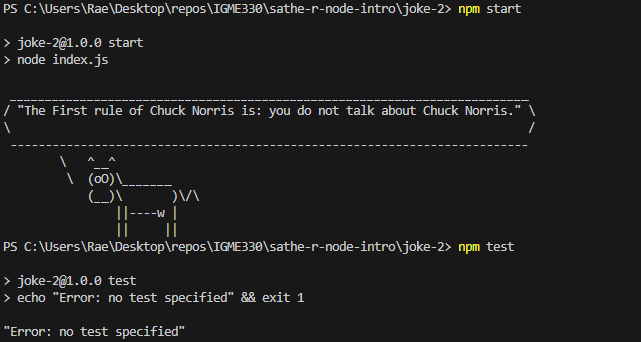 PS C:\Users\Rae\Desktop\repos\IGME330\sathe-r-node-intro\joke-2> npm start
> joke-2@1.0.0 start
> node index.js
 __________________________________________________________________________
/ "The First rule of Chuck Norris is: you do not talk about Chuck Norris." \
\                                                                          /
 --------------------------------------------------------------------------
        \   ^__^
         \  (oO)\_______
            (__)\       )\/\
                ||----w |
                ||     ||
PS C:\Users\Rae\Desktop\repos\IGME330\sathe-r-node-intro\joke-2> npm test
> joke-2@1.0.0 test
> echo "Error: no test specified" && exit 1
"Error: no test specified"